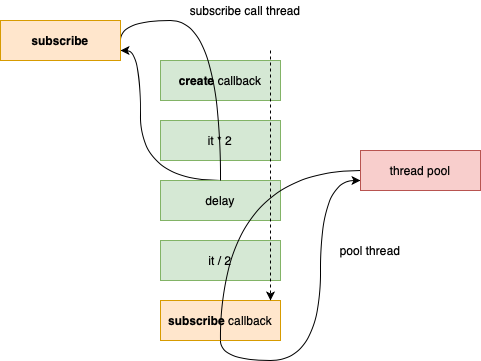 subscribe call thread
subscribe
create callback
it * 2
thread pool
delay
pool thread
it / 2
subscribe callback